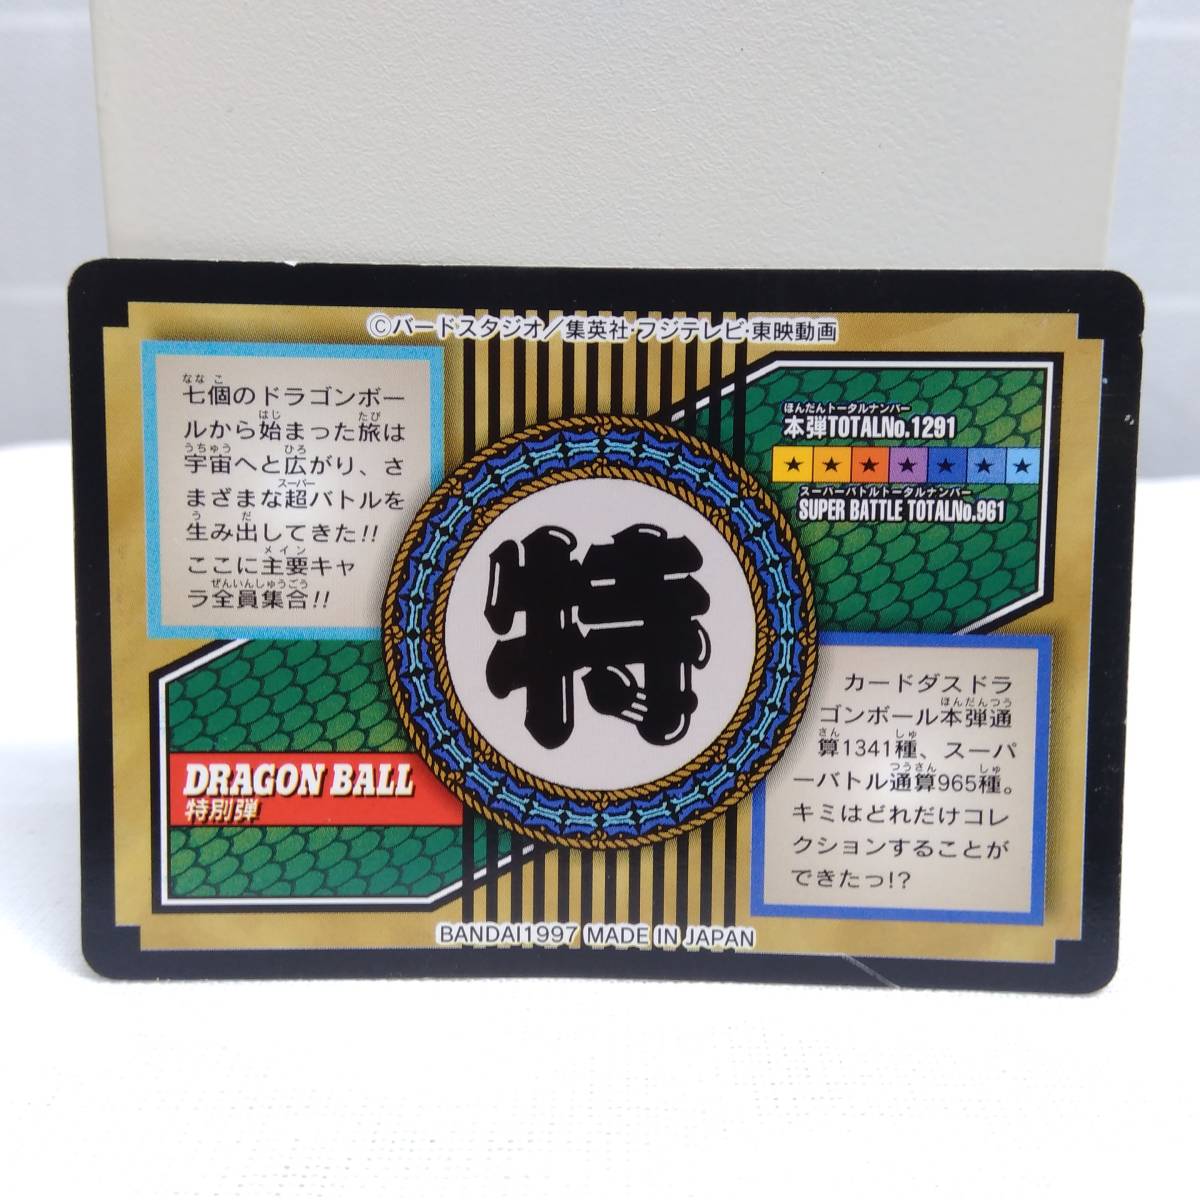 ©バードスタジオ/集英社・フジテレビ・東映動画
七個のドラゴンボー
ななこ
ルから始まった旅は
はじ たび
宇宙へと広がり、さ
うちゅう ひろ
まざまな超バトルを
スーパー
生み出してきた!!
う だ
ここに主要キャ
メイン
ラ全員集合!!
ぜんいんしゅうごう
ほんだんトータルナンバー
本弾TOTALNo.1291
★★★★★★★
スーパーバトルトータルナンバー
SUPER BATTLE TOTALNo.961
特
DRAGON BALL
特別弾
カードダスドラ
ゴンボール本弾通
ほんだんつう
算1341種、スーパ
さん しゅ
ーバトル通算965種。
つうさん しゅ
キミはどれだけコレ
クションすることが
できたっ!?
BANDAI1997 MADE IN JAPAN